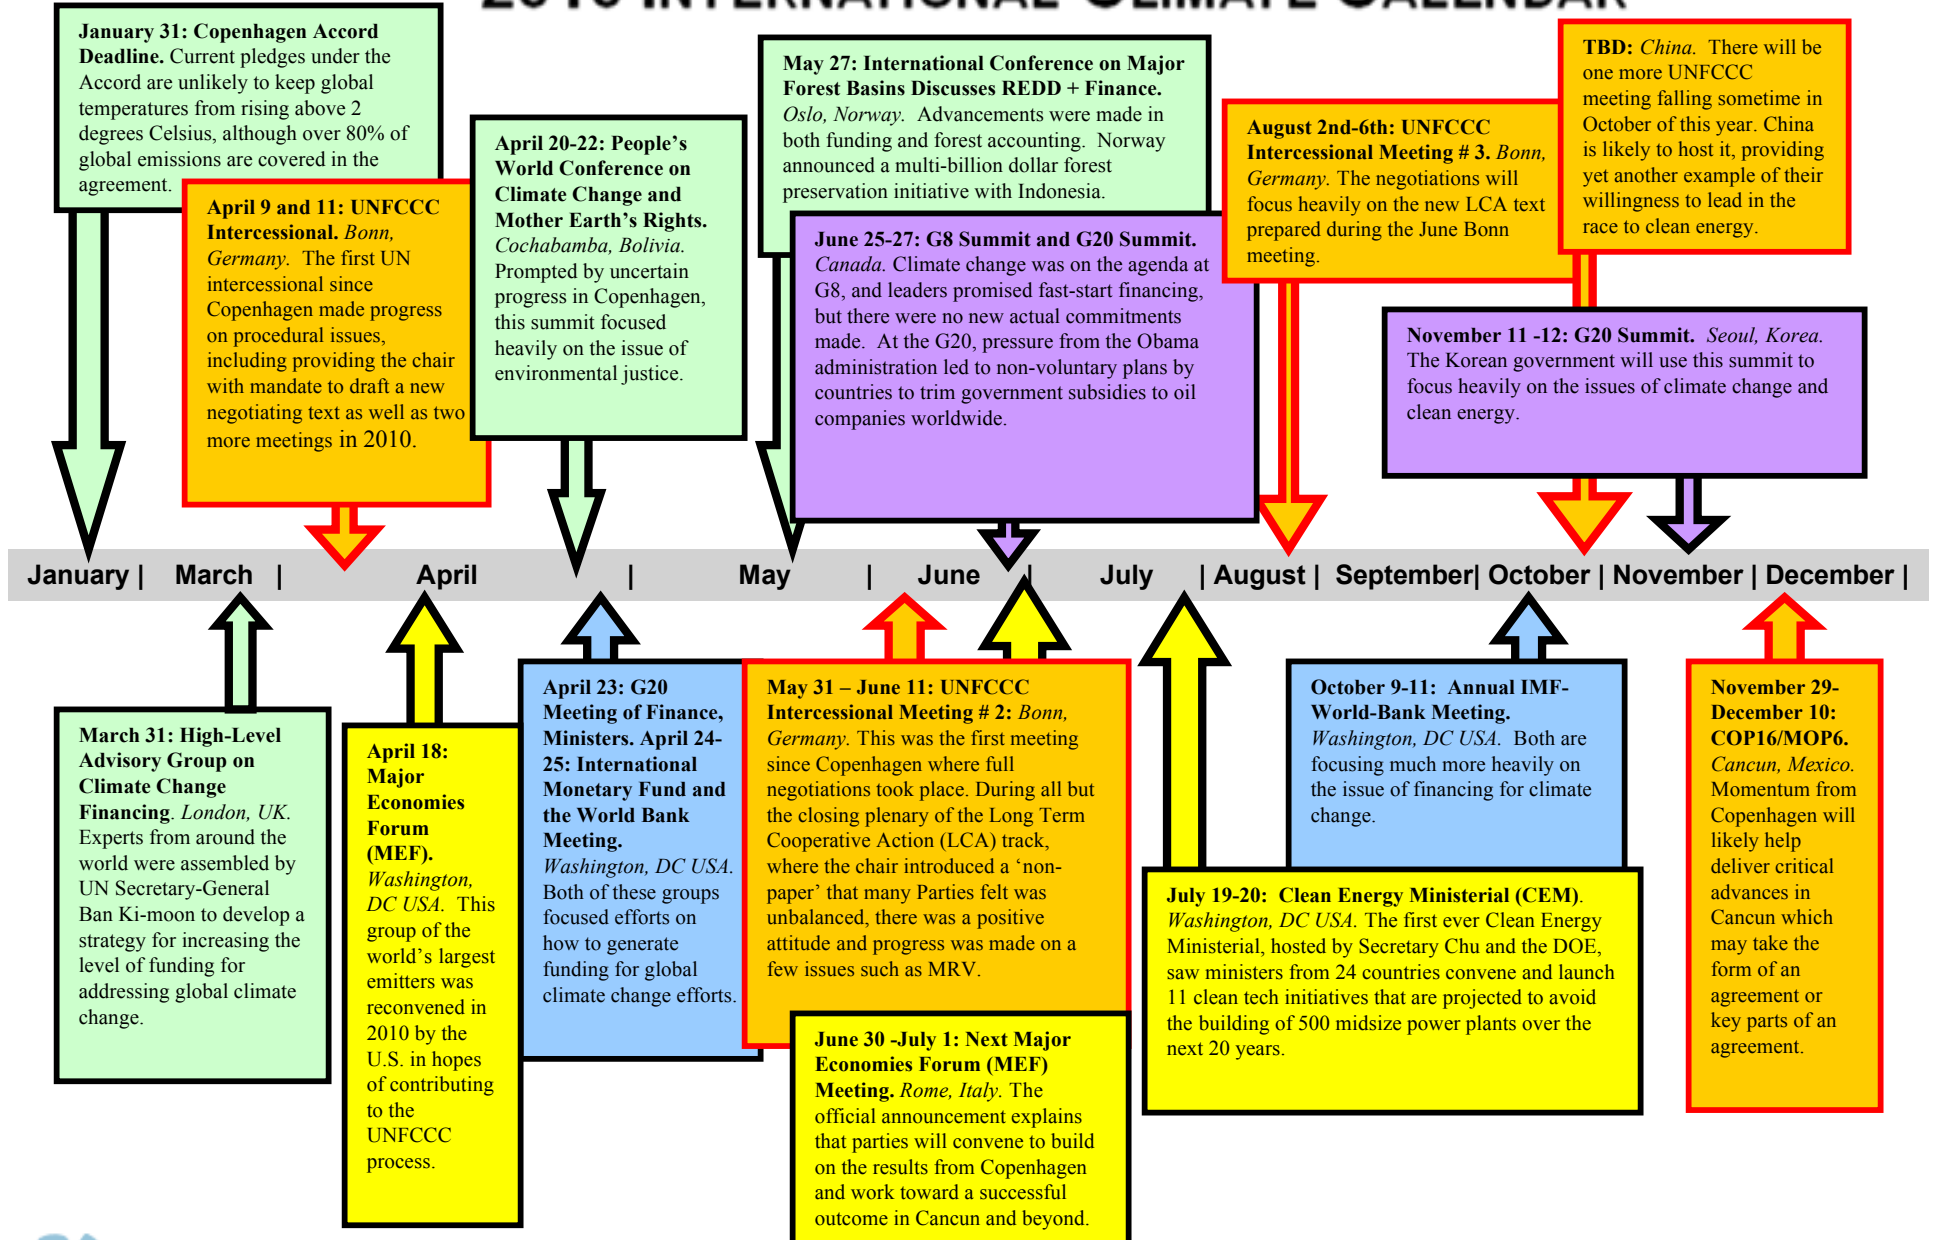 2010 INTERNATIONAL CLIMATE CALENDAR
January 31: Copenhagen Accord
Deadline. Current pledges under the
Accord are unlikely to keep global
temperatures from rising above 2
degrees Celsius, although over 80% of
global emissions are covered in the
agreement.
April 9 and 11: UNFCCC
Intercessional. Bonn,
Germany. The first UN
intercessional since
Copenhagen made progress
on procedural issues,
including providing the chair
with mandate to draft a new
negotiating text as well as two
more meetings in 2010.
April 20-22: People's
World Conference on
Climate Change and
Mother Earth's Rights.
Cochabamba, Bolivia.
Prompted by uncertain
progress in Copenhagen,
this summit focused
heavily on the issue of
environmental justice.
May 27: International Conference on Major
Forest Basins Discusses REDD + Finance.
Oslo, Norway. Advancements were made in
both funding and forest accounting. Norway
announced a multi-billion dollar forest
preservation initiative with Indonesia.
June 25-27: G8 Summit and G20 Summit.
Canada. Climate change was on the agenda at
G8, and leaders promised fast-start financing,
but there were no new actual commitments
made. At the G20, pressure from the Obama
administration led to non-voluntary plans by
countries to trim government subsidies to oil
companies worldwide.
August 2nd-6th: UNFCCC
Intercessional Meeting # 3. Bonn,
Germany. The negotiations will
focus heavily on the new LCA text
prepared during the June Bonn
meeting.
TBD: China. There will be
one more UNFCCC
meeting falling sometime in
October of this year. China
is likely to host it, providing
yet another example of their
willingness to lead in the
race to clean energy.
November 11 -12: G20 Summit. Seoul, Korea.
The Korean government will use this summit to
focus heavily on the issues of climate change and
clean energy.
January | March | April | May | June | July | August | September| October | November | December |
March 31: High-Level
Advisory Group on
Climate Change
Financing. London, UK.
Experts from around the
world were assembled by
UN Secretary-General
Ban Ki-moon to develop a
strategy for increasing the
level of funding for
addressing global climate
change.
April 18:
Major
Economies
Forum
(MEF).
Washington,
DC USA. This
group of the
world's largest
emitters was
reconvened in
2010 by the
U.S. in hopes
of contributing
to the
UNFCCC
process.
April 23: G20
Meeting of Finance,
Ministers. April 24-
25: International
Monetary Fund and
the World Bank
Meeting.
Washington, DC USA.
Both of these groups
focused efforts on
how to generate
funding for global
climate change efforts.
May 31 – June 11: UNFCCC
Intercessional Meeting # 2: Bonn,
Germany. This was the first meeting
since Copenhagen where full
negotiations took place. During all but
the closing plenary of the Long Term
Cooperative Action (LCA) track,
where the chair introduced a 'non-
paper' that many Parties felt was
unbalanced, there was a positive
attitude and progress was made on a
few issues such as MRV.
June 30 -July 1: Next Major
Economies Forum (MEF)
Meeting. Rome, Italy. The
official announcement explains
that parties will convene to build
on the results from Copenhagen
and work toward a successful
outcome in Cancun and beyond.
July 19-20: Clean Energy Ministerial (CEM).
Washington, DC USA. The first ever Clean Energy
Ministerial, hosted by Secretary Chu and the DOE,
saw ministers from 24 countries convene and launch
11 clean tech initiatives that are projected to avoid
the building of 500 midsize power plants over the
next 20 years.
October 9-11: Annual IMF-
World-Bank Meeting.
Washington, DC USA. Both are
focusing much more heavily on
the issue of financing for climate
change.
November 29-
December 10:
COP16/MOP6.
Cancun, Mexico.
Momentum from
Copenhagen will
likely help
deliver critical
advances in
Cancun which
may take the
form of an
agreement or
key parts of an
agreement.